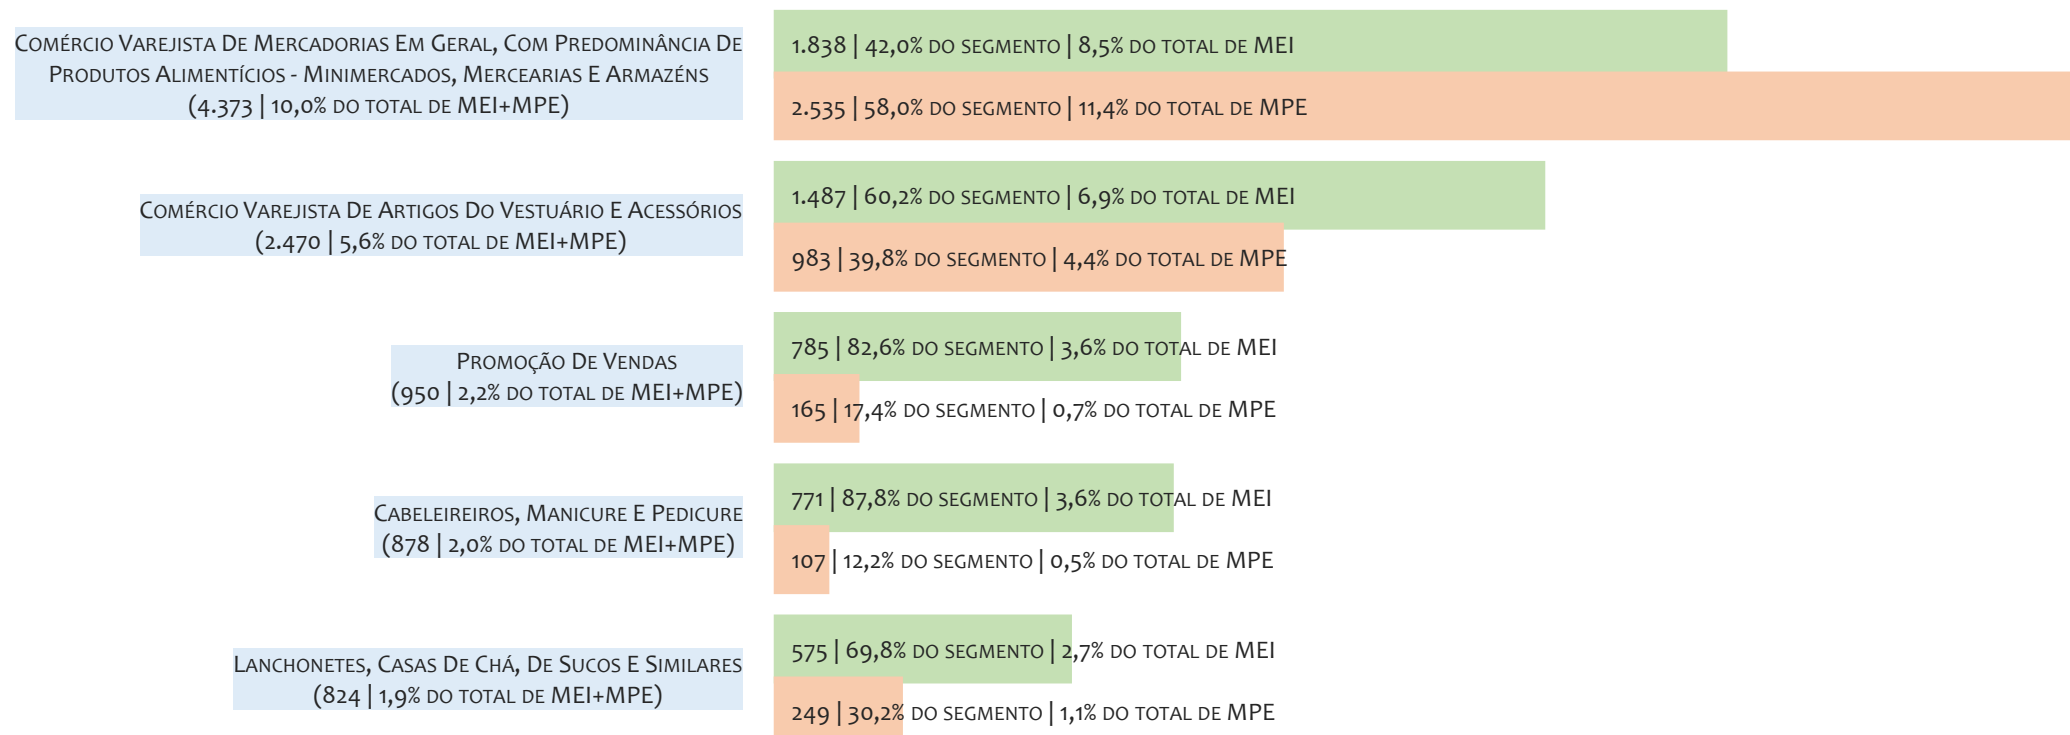 Comércio Varejista De Mercadorias Em Geral, Com Predominância De
Produtos Alimentícios - Minimercados, Mercearias E Armazéns
(4.373 | 10,0% do total de MEI+MPE)
1.838 | 42,0% do segmento | 8,5% do total de MEI
2.535 | 58,0% do segmento | 11,4% do total de MPE
Comércio Varejista De Artigos Do Vestuário E Acessórios
(2.470 | 5,6% do total de MEI+MPE)
1.487 | 60,2% do segmento | 6,9% do total de MEI
983 | 39,8% do segmento | 4,4% do total de MPE
Promoção De Vendas
(950 | 2,2% do total de MEI+MPE)
785 | 82,6% do segmento | 3,6% do total de MEI
165 | 17,4% do segmento | 0,7% do total de MPE
Cabeleireiros, Manicure E Pedicure
(878 | 2,0% do total de MEI+MPE)
771 | 87,8% do segmento | 3,6% do total de MEI
107 | 12,2% do segmento | 0,5% do total de MPE
Lanchonetes, Casas De Chá, De Sucos E Similares
(824 | 1,9% do total de MEI+MPE)
575 | 69,8% do segmento | 2,7% do total de MEI
249 | 30,2% do segmento | 1,1% do total de MPE